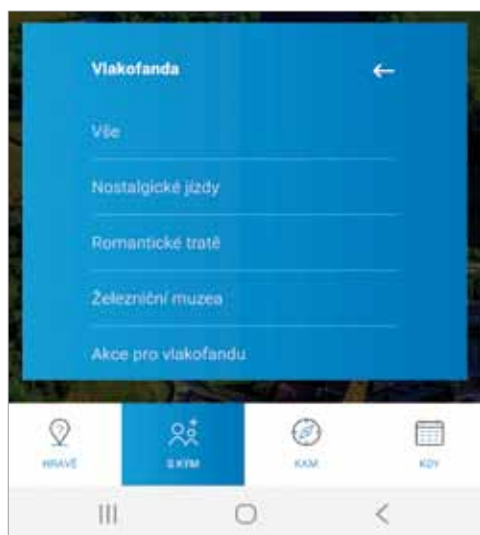 Vlakofanda
Vše
Nostalgické jízdy
Romantické tratě
Železniční muzea
Akce pro vlakofandu
HRAVĚ
S KÝM
KAM
KDY